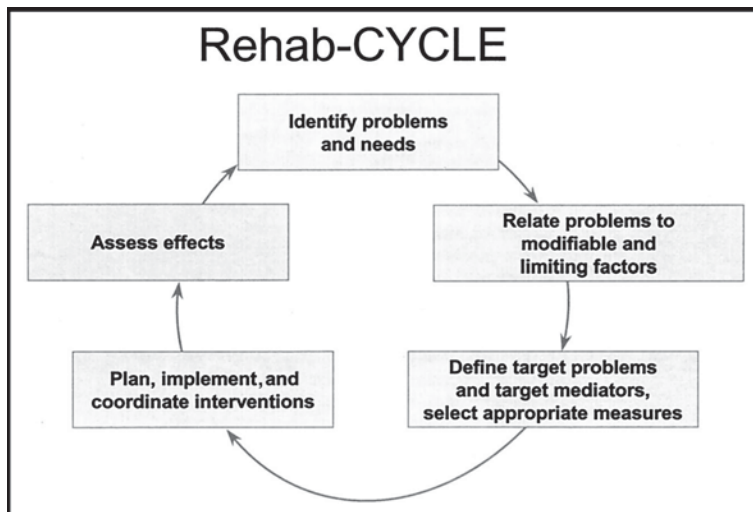 Rehab-CYCLE
Identify problems
and needs
Relate problems to
modifiable and
limiting factors
Define target problems
and target mediators,
select appropriate measures
Plan, implement, and
coordinate interventions
Assess effects